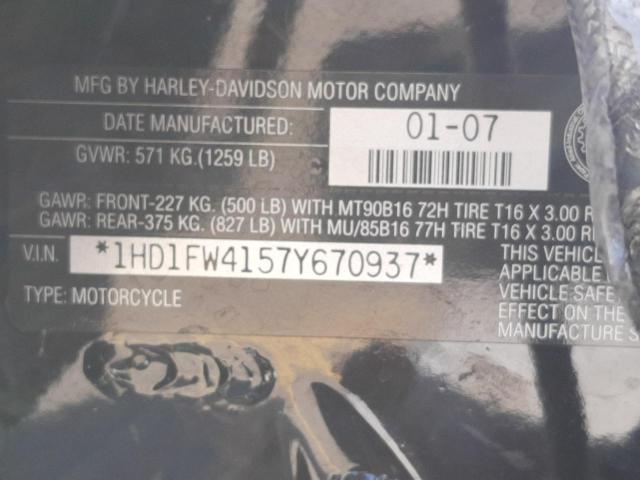 MFG BY HARLEY-DAVIDSON MOTOR COMPANY
DATE MANUFACTURED: 01-07
GVWR: 571 KG.(1259 LB)
GAWR: FRONT-227 KG. (500 LB) WITH MT90B16 72H TIRE T16 X 3.00
GAWR: REAR-375 KG. (827 LB) WITH MU/85B16 77H TIRE T16 X 3.00
V.I.N. *1HD1FW4157Y670937*
TYPE: MOTORCYCLE
THIS VEHICLE
APPLICABLE
VEHICLE SAFE
EFFECT ON
MANUFACTURE